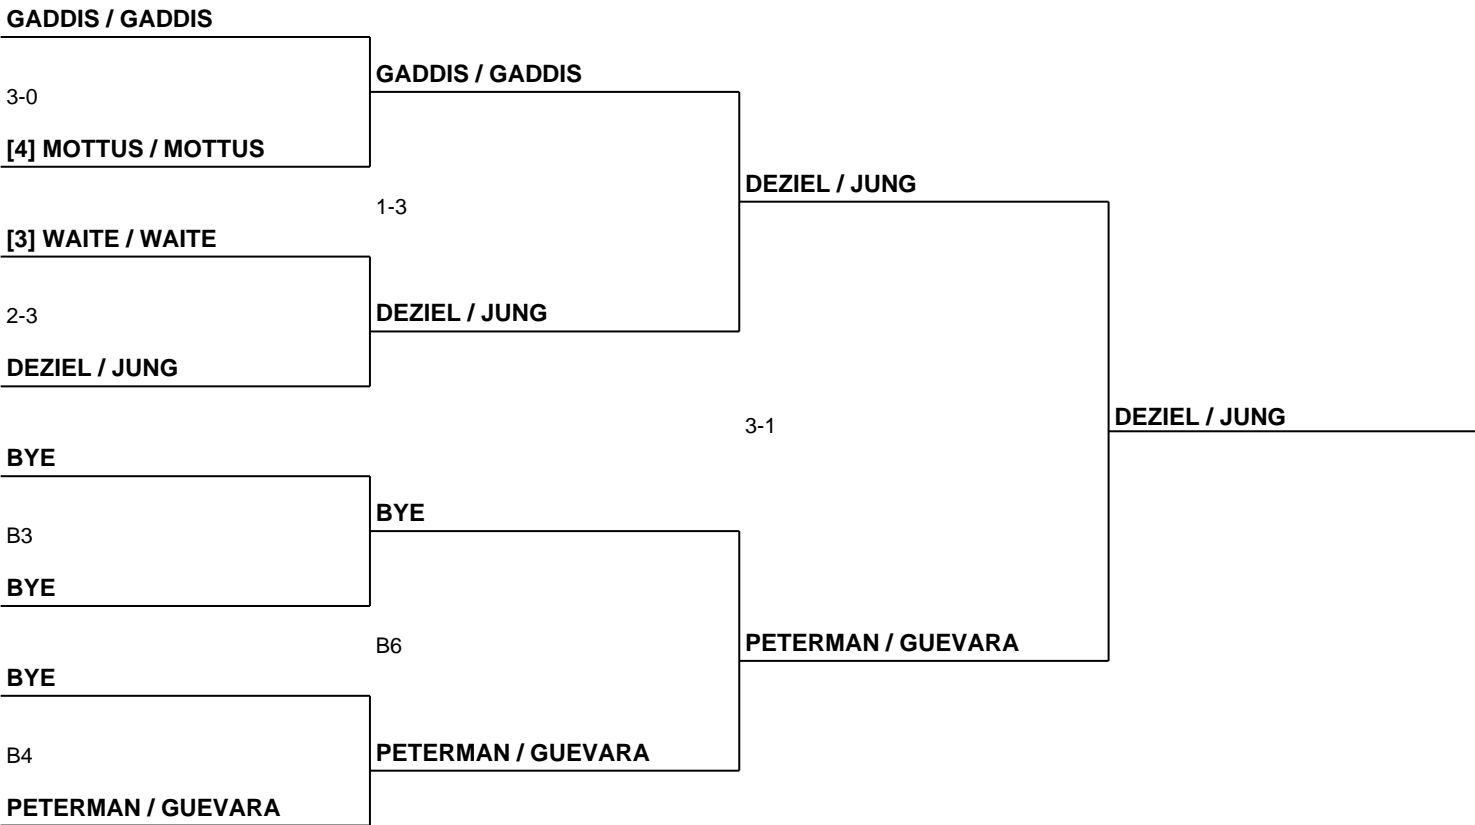 GADDIS / GADDIS
GADDIS / GADDIS
3-0
[4] MOTTUS / MOTTUS
DEZIEL / JUNG
1-3
[3] WAITE / WAITE
DEZIEL / JUNG
2-3
DEZIEL / JUNG
DEZIEL / JUNG
3-1
BYE
BYE
B3
BYE
PETERMAN / GUEVARA
B6
BYE
PETERMAN / GUEVARA
B4
PETERMAN / GUEVARA